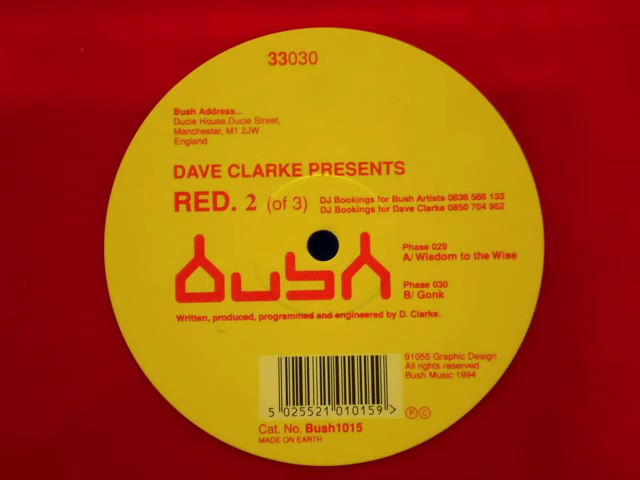 33030
Bush Address...
Ducie House,Ducie Street,
Manchester, M1 2JW
England
DAVE CLARKE PRESENTS
RED. 2 (of 3)
DJ Bookings for Bush Artists 0836 566 133
DJ Bookings for Dave Clarke 0850 704 962
bush
Phase 029
A/ Wisdom to the Wise
Phase 030
B/ Gonk
Written, produced, programmed and engineered by D. Clarke.
91055 Graphic Design
All rights reserved
Bush Music 1994
5 025521 010159 >
Ⓟ©
Cat. No. Bush1015
MADE ON EARTH